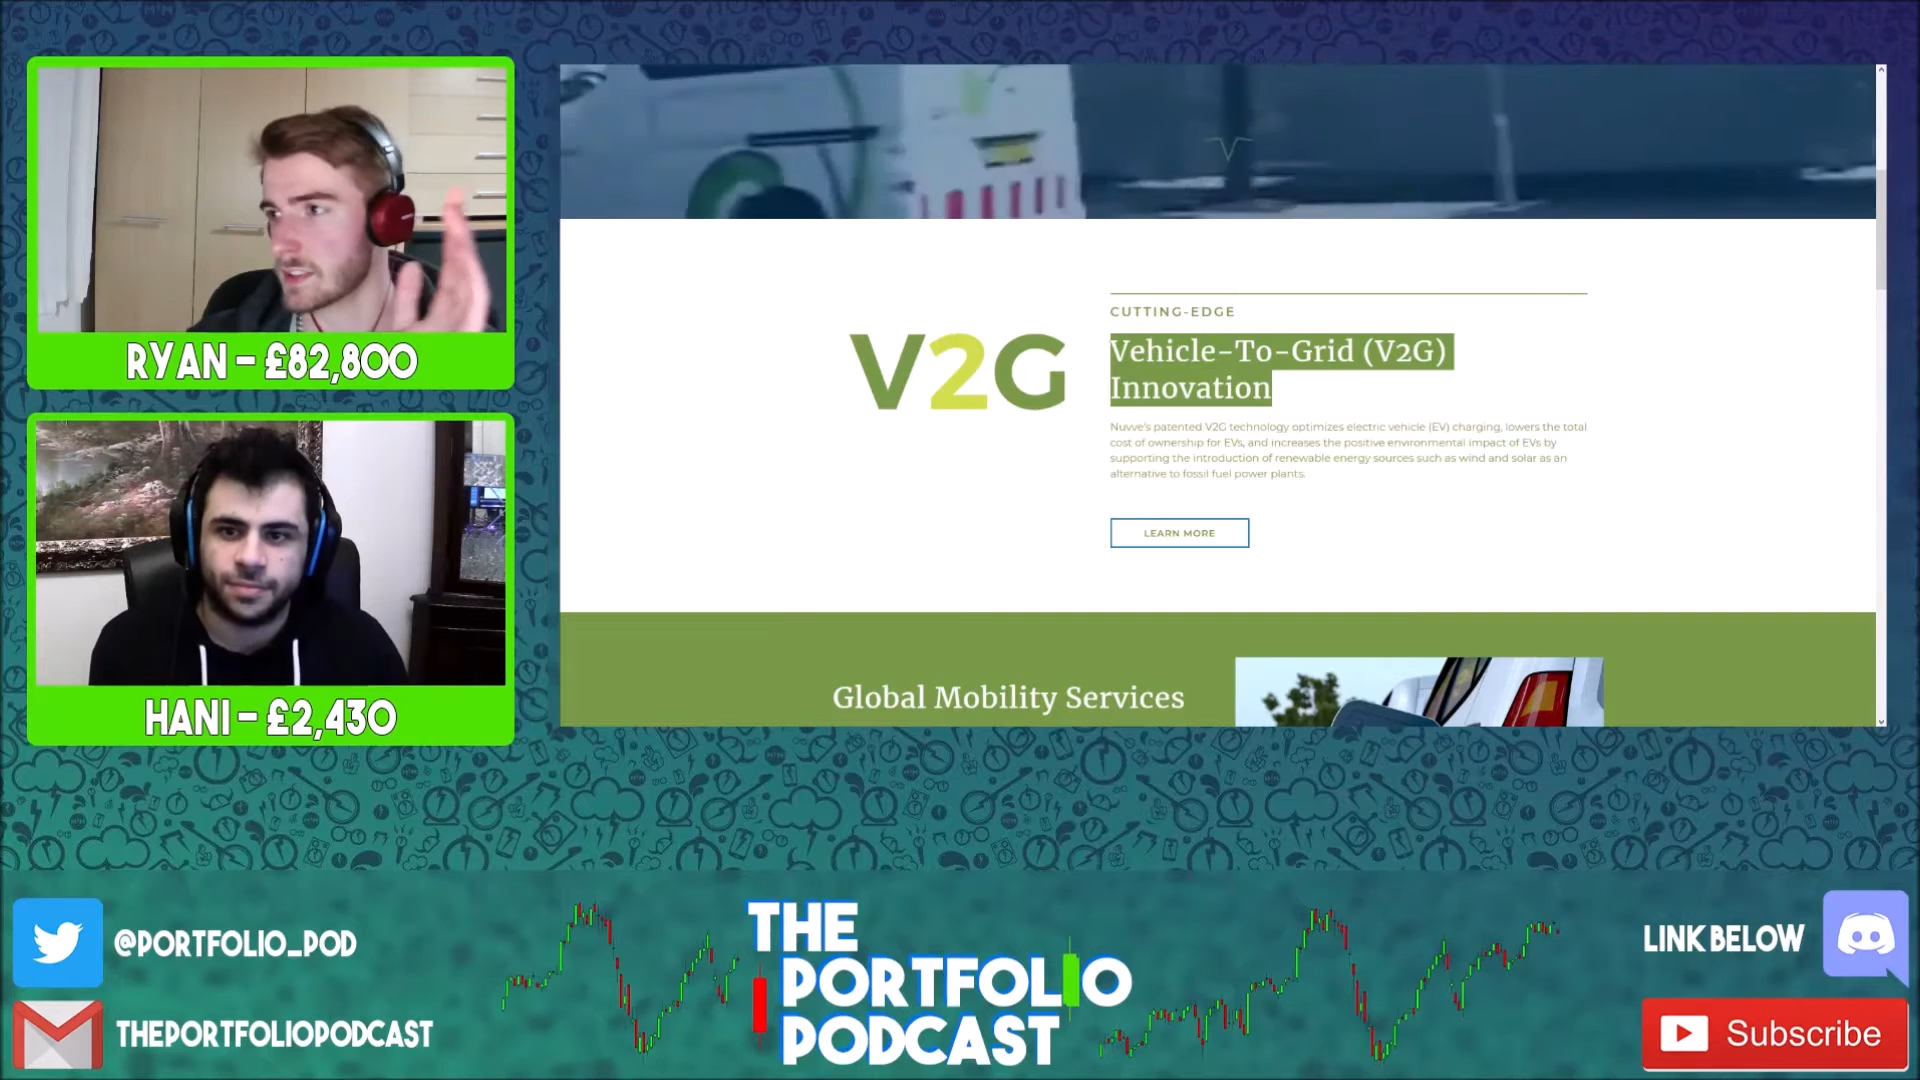 RYAN - £82,800
HANI - £2,430
V2G
CUTTING-EDGE
Vehicle-To-Grid (V2G)
Innovation
Nuvve's patented V2G technology optimizes electric vehicle (EV) charging, lowers the total
cost of ownership for EVs, and increases the positive environmental impact of EVs by
supporting the introduction of renewable energy sources such as wind and solar as an
alternative to fossil fuel power plants.
LEARN MORE
Global Mobility Services
@PORTFOLIO_POD
THEPORTFOLIOPODCAST
THE
PORTFOLIO
PODCAST
LINK BELOW
Subscribe